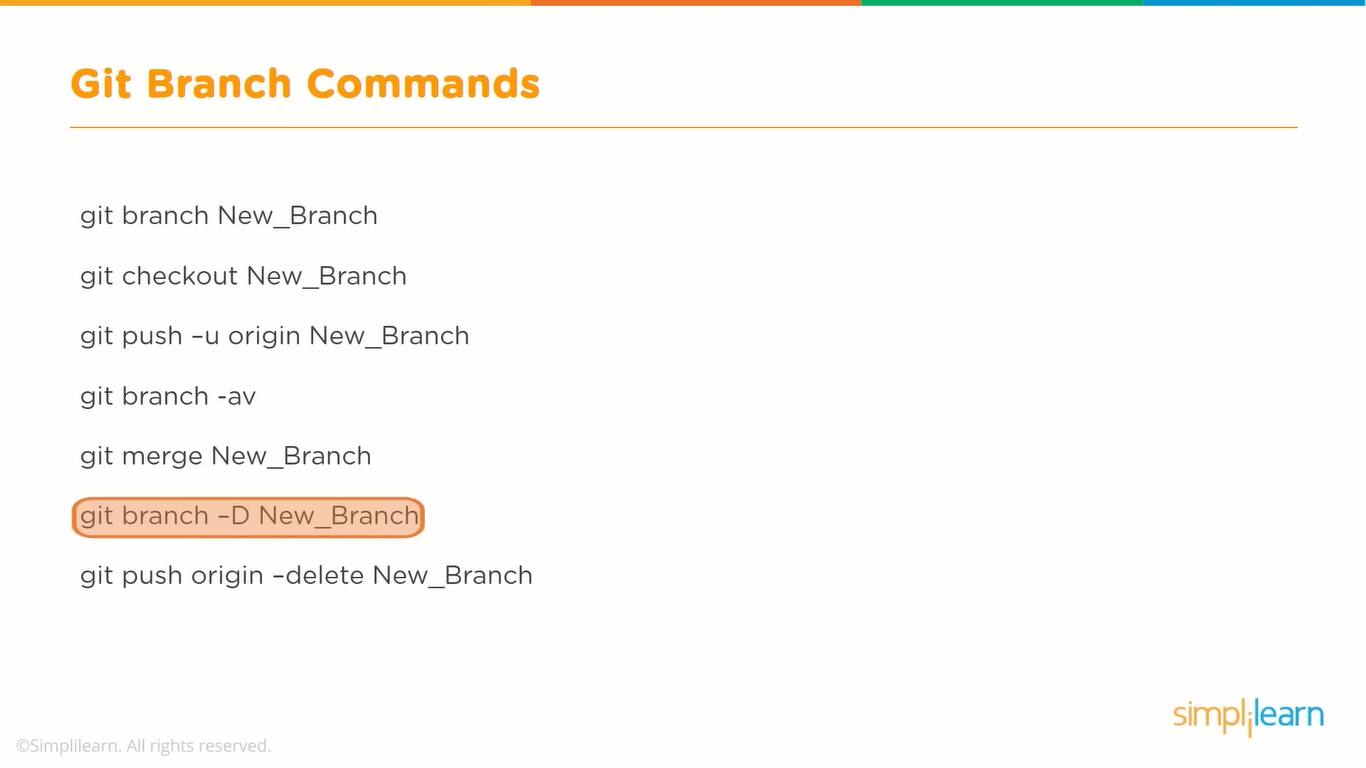 Git Branch Commands
git branch New_Branch
git checkout New_Branch
git push –u origin New_Branch
git branch -av
git merge New_Branch
git branch –D New_Branch
git push origin –delete New_Branch
simplilearn
©Simplilearn. All rights reserved.